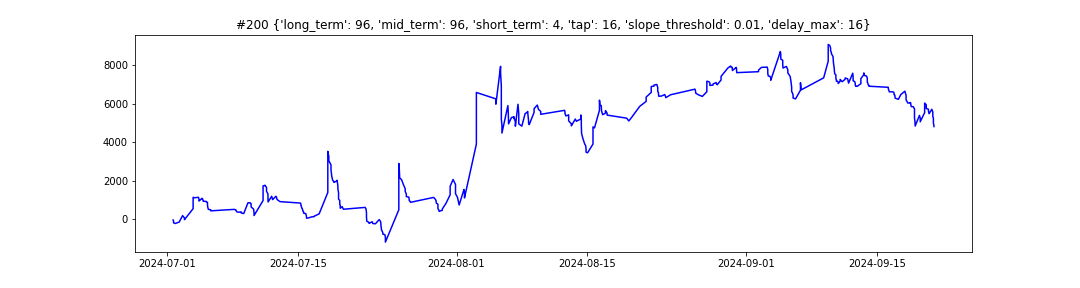 #200 {'long_term': 96, 'mid_term': 96, 'short_term': 4, 'tap': 16, 'slope_threshold': 0.01, 'delay_max': 16}
8000
6000
4000
2000
0
2024-07-01 2024-07-15 2024-08-01 2024-08-15 2024-09-01 2024-09-15